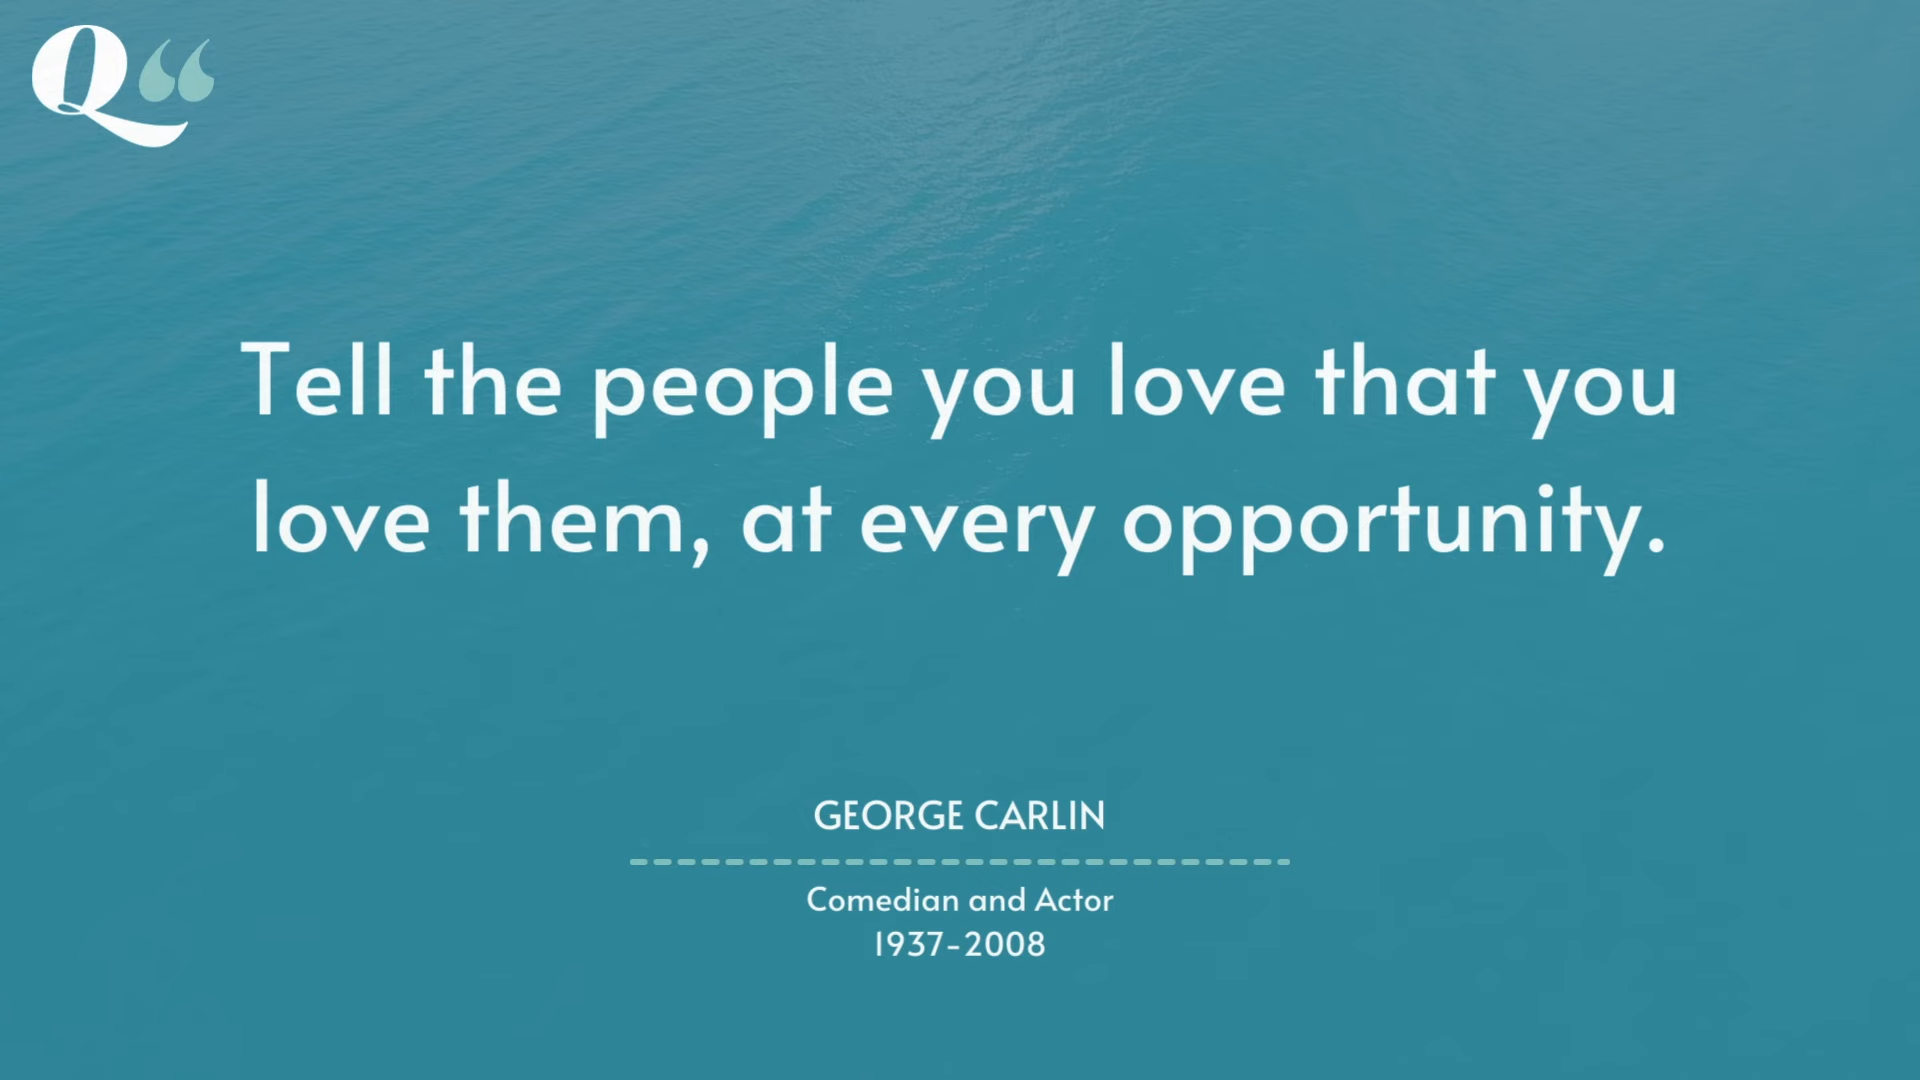 Q“
Tell the people you love that you
love them, at every opportunity.
GEORGE CARLIN
Comedian and Actor
1937-2008